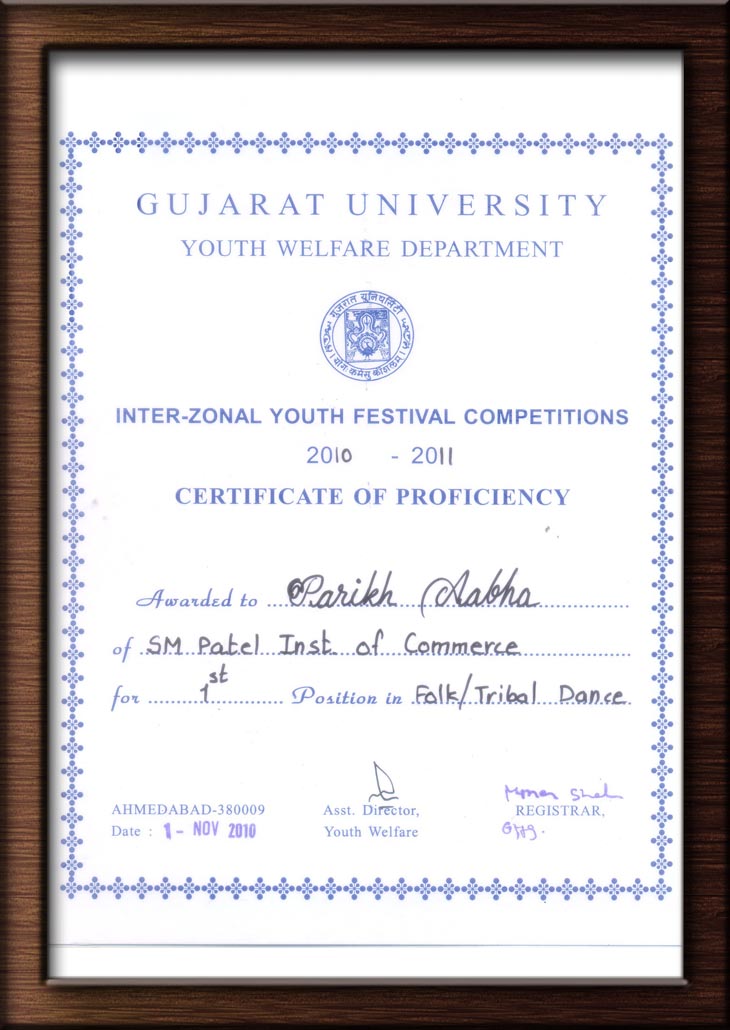 GUJARAT UNIVERSITY
YOUTH WELFARE DEPARTMENT
ગુજરાત યુનિવર્સિટી
INTER-ZONAL YOUTH FESTIVAL COMPETITIONS
2010 - 2011
CERTIFICATE OF PROFICIENCY
Awarded to Parikh Aabha
of SM Patel Inst. of Commerce
for 1st Position in Folk/Tribal Dance
AHMEDABAD-380009 Asst. Director, REGISTRAR,
Date : 1 - NOV 2010 Youth Welfare